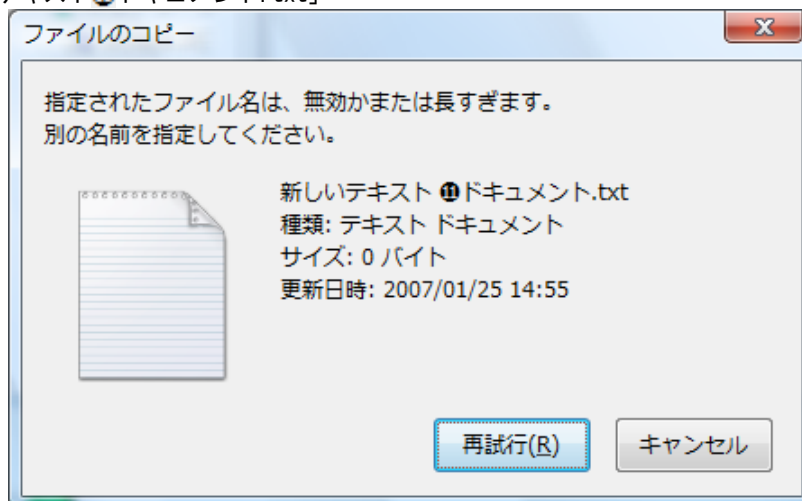 ファイルのコピー
指定されたファイル名は、無効かまたは長すぎます。
別の名前を指定してください。
新しいテキスト ⓫ドキュメント.txt
種類: テキスト ドキュメント
サイズ: 0 バイト
更新日時: 2007/01/25 14:55
再試行(R)
キャンセル